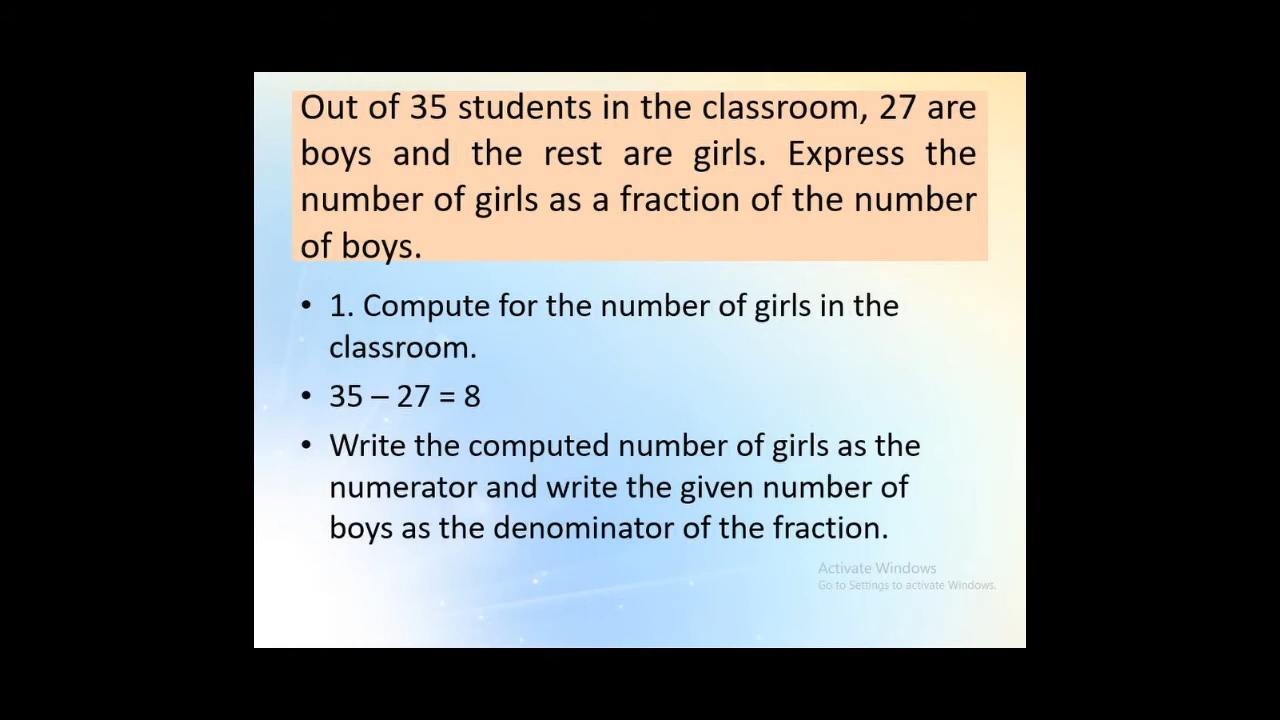 Out of 35 students in the classroom, 27 are
boys and the rest are girls. Express the
number of girls as a fraction of the number
of boys.
• 1. Compute for the number of girls in the
classroom.
• 35 – 27 = 8
• Write the computed number of girls as the
numerator and write the given number of
boys as the denominator of the fraction.
Activate Windows
Go to Settings to activate Windows.